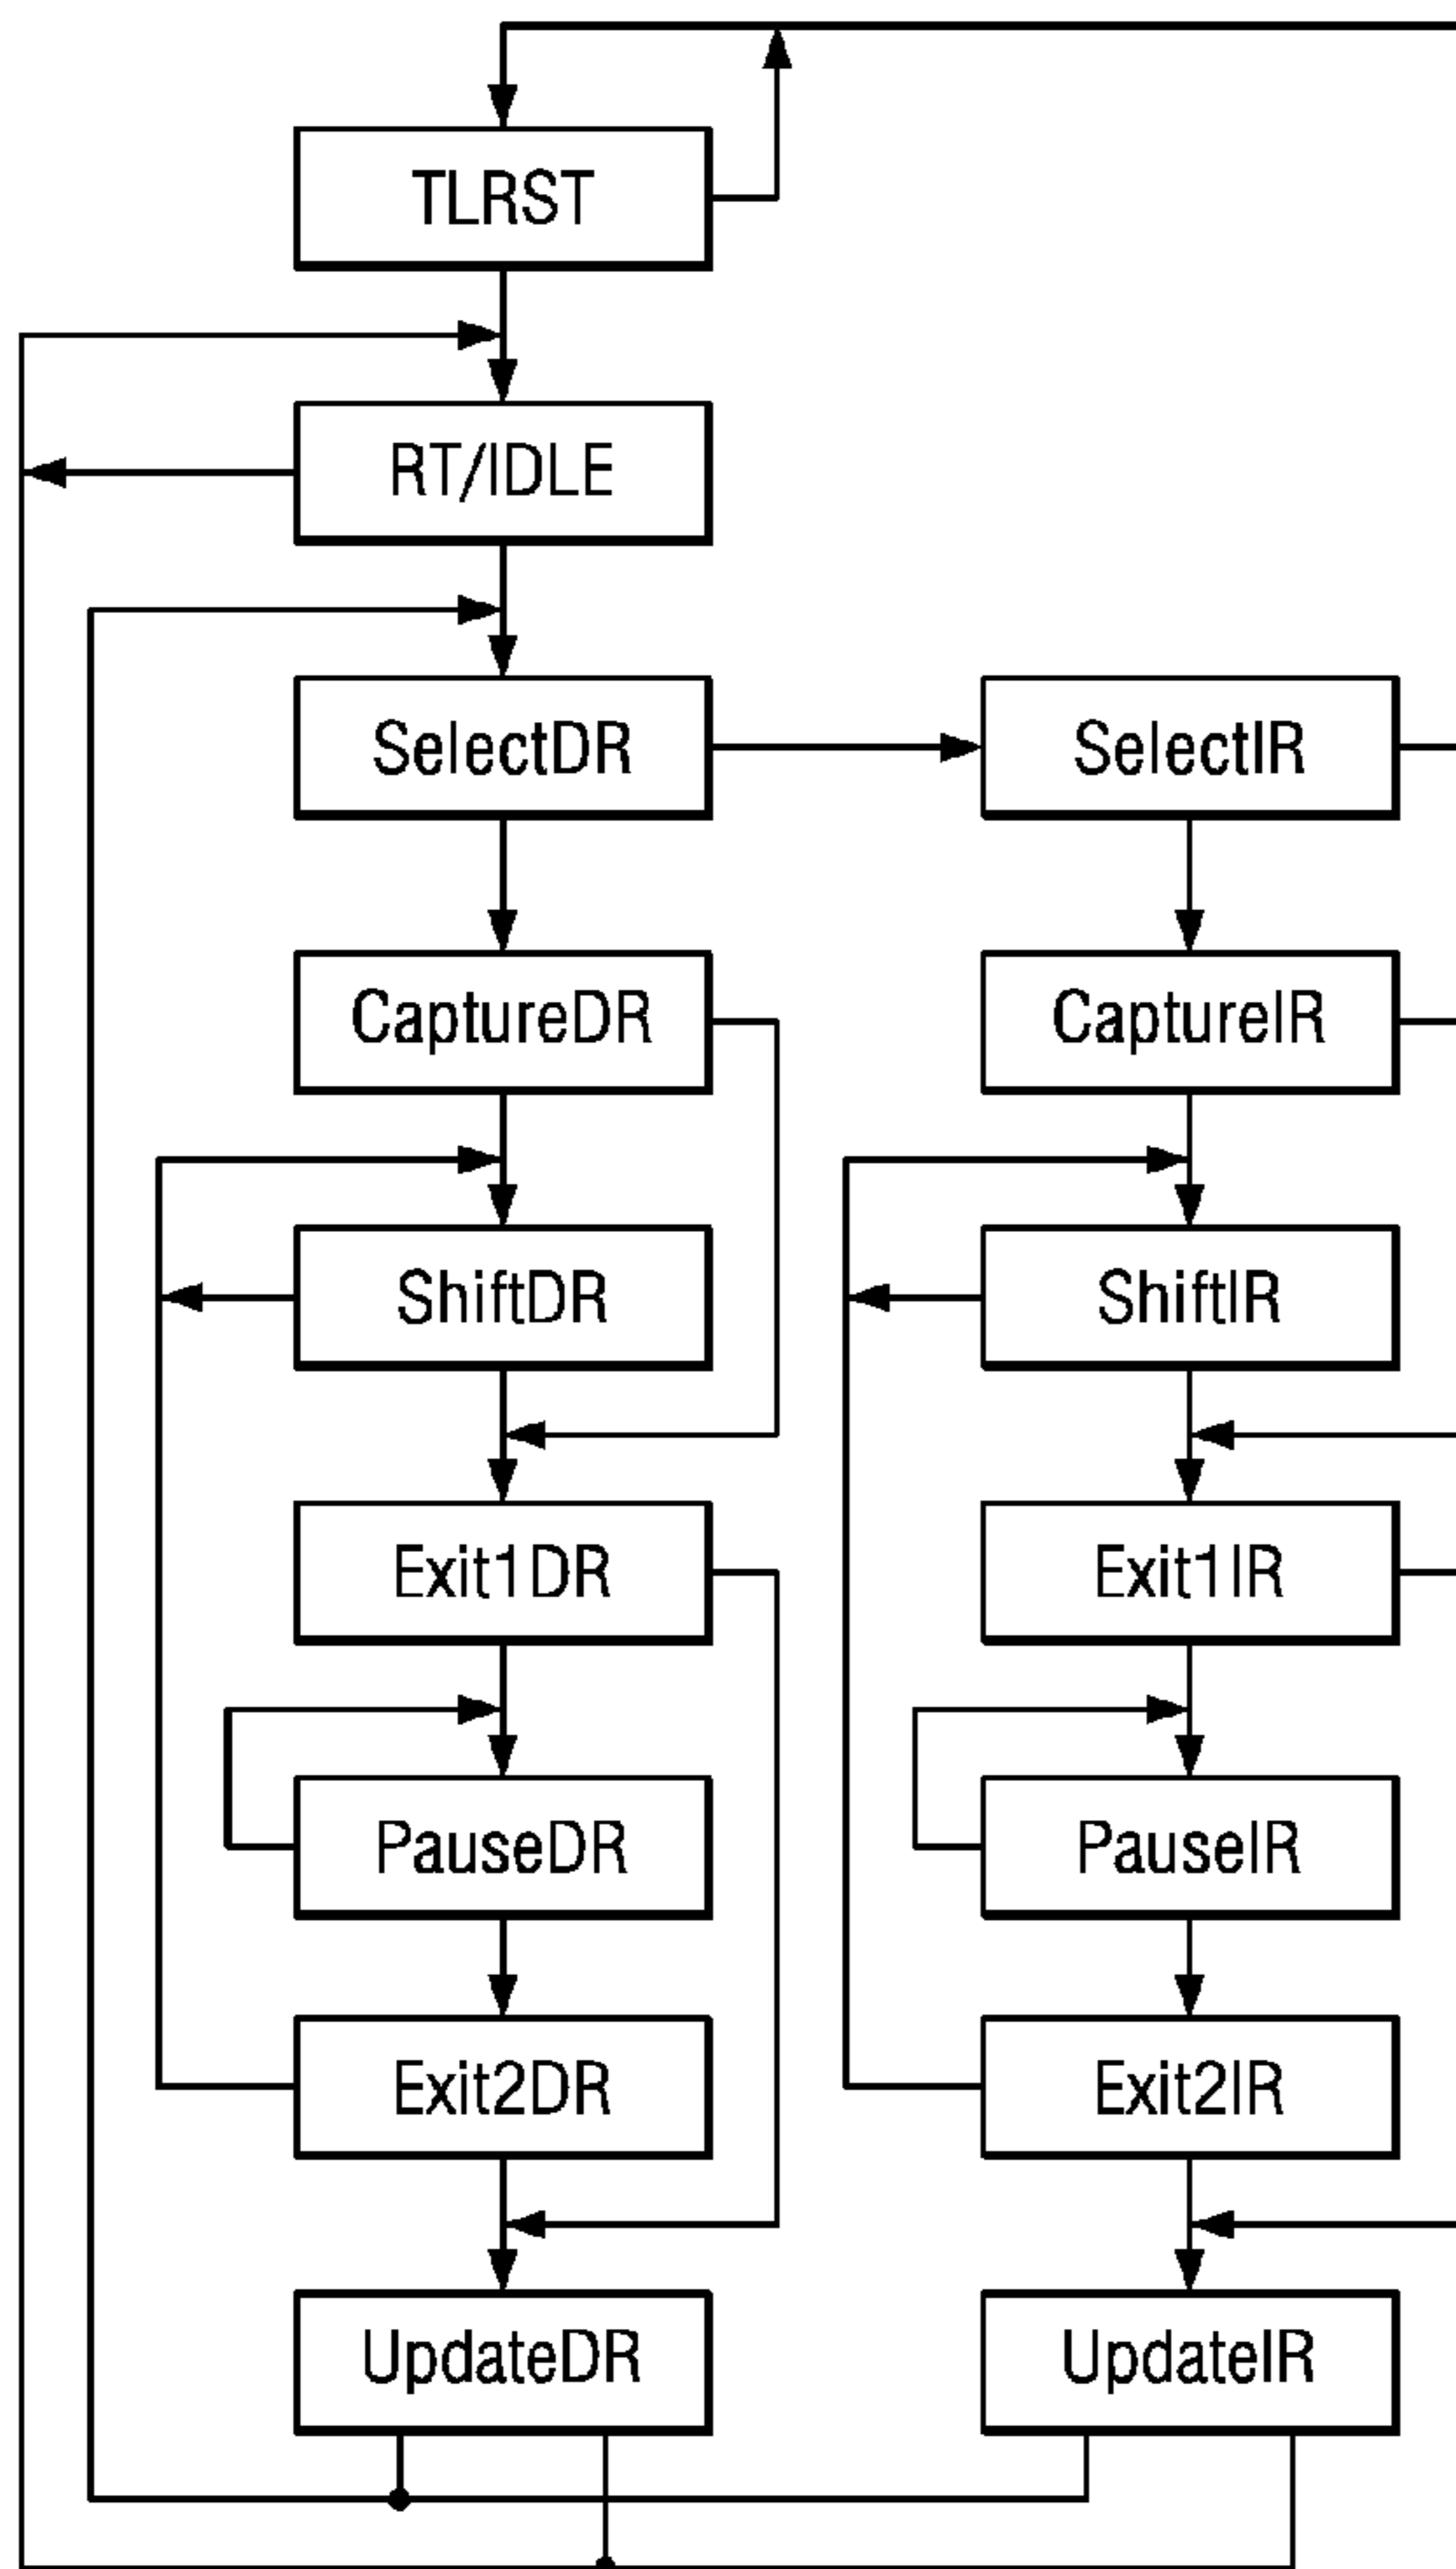 TLRST
RT/IDLE
SelectDR
SelectIR
CaptureDR
CaptureIR
ShiftDR
ShiftIR
Exit1DR
Exit1IR
PauseDR
PauseIR
Exit2DR
Exit2IR
UpdateDR
UpdateIR